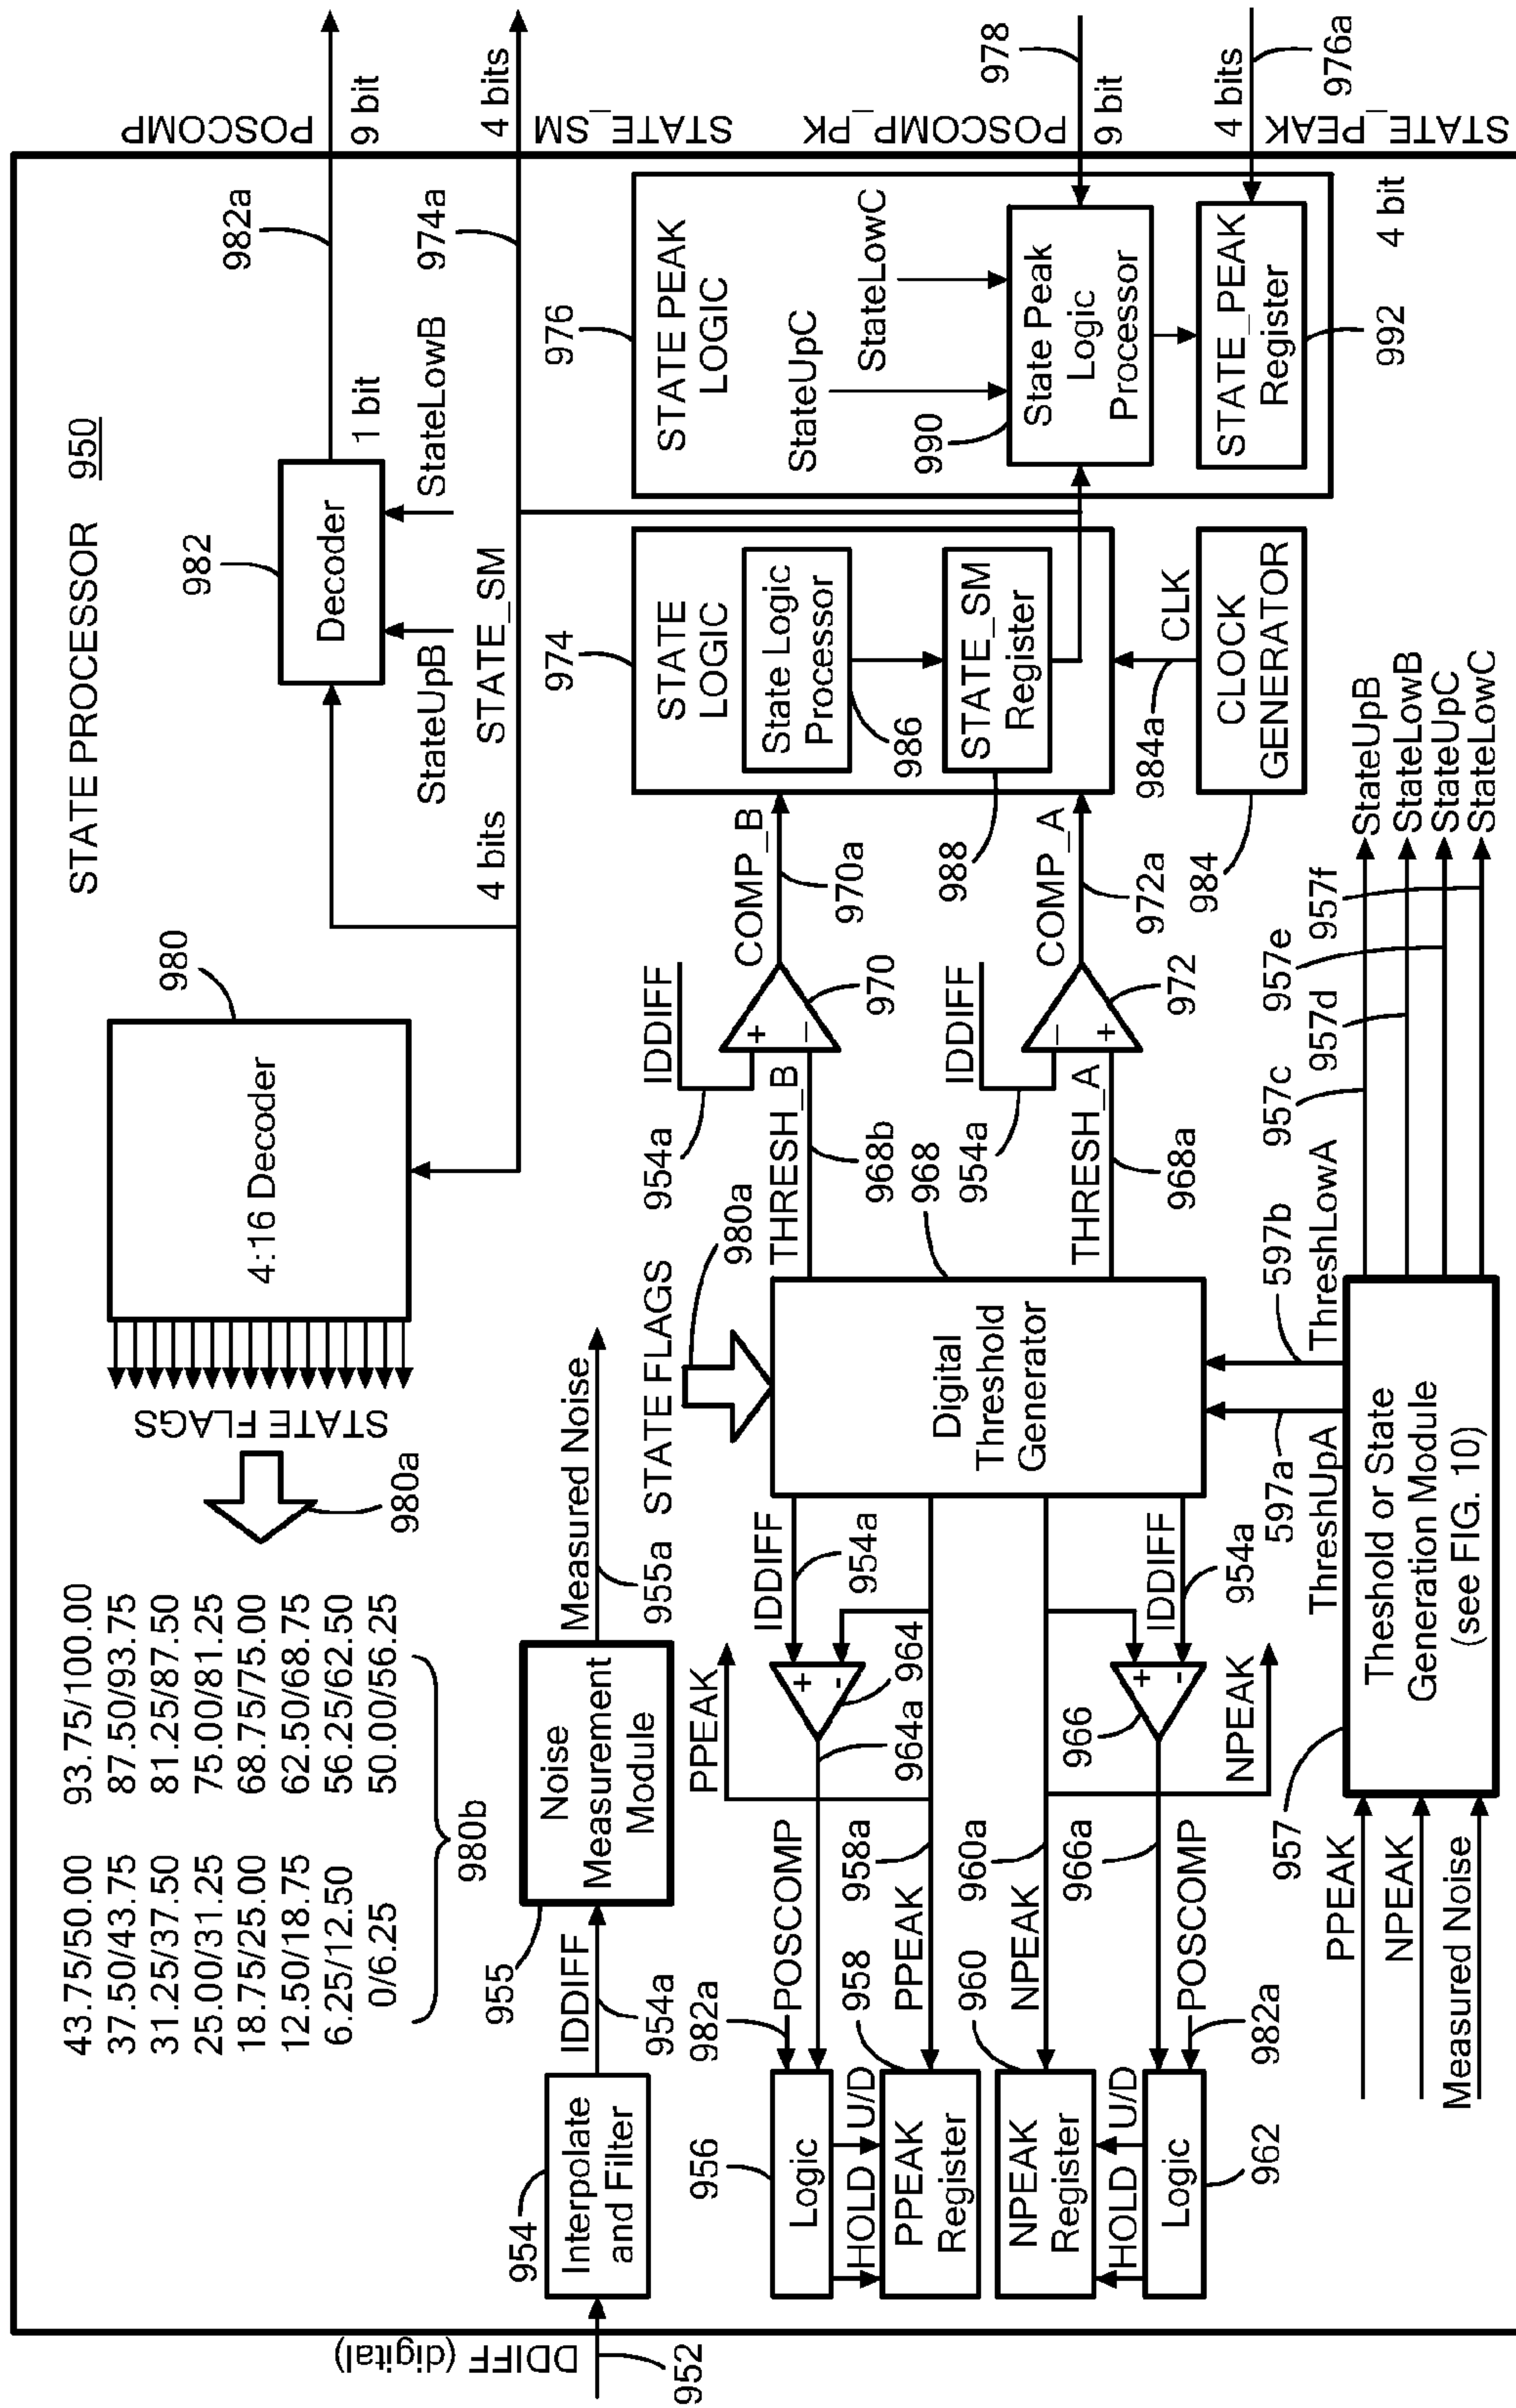 STATE PROCESSOR 950
43.75/50.00 93.75/100.00
37.50/43.75 87.50/93.75
31.25/37.50 81.25/87.50
25.00/31.25 75.00/81.25
18.75/25.00 68.75/75.00
12.50/18.75 62.50/68.75
6.25/12.50 56.25/62.50
0/6.25 50.00/56.25
980b
STATE FLAGS
980a
4:16 Decoder
980
982
Decoder
StateUpB
StateLowB
1 bit
982a
POSCOMP
9 bit
4 bits
STATE_SM
974a
4 bits
STATE_SM
DDIFF (digital)
952
954
Interpolate
and Filter
IDDIFF
954a
955
Noise
Measurement
Module
Measured Noise
955a
STATE FLAGS
980a
956
Logic
982a
POSCOMP
HOLD
U/D
958
PPEAK
Register
PPEAK
958a
964a
964
PPEAK
+
-
IDDIFF
954a
960
NPEAK
Register
NPEAK
960a
HOLD
U/D
Logic
962
982a
POSCOMP
966a
966
+
-
NPEAK
IDDIFF
954a
Digital
Threshold
Generator
968
THRESH_B
968b
THRESH_A
968a
954a
IDDIFF
+
–
970
COMP_B
970a
954a
IDDIFF
–
+
972
COMP_A
972a
974
STATE
LOGIC
State Logic
Processor
986
STATE_SM
Register
988
984a
CLK
CLOCK
GENERATOR
984
976
STATE PEAK
LOGIC
StateUpC
StateLowC
990
State Peak
Logic
Processor
STATE_PEAK
Register
992
4 bit
POSCOMP_PK
9 bit
978
4 bits
976a
STATE_PEAK
957
PPEAK
NPEAK
Measured Noise
Theshold or State
Generation Module
(see FIG. 10)
ThreshUpA
597a
597b
ThreshLowA
957c
957d
957e
957f
StateUpB
StateLowB
StateUpC
StateLowC